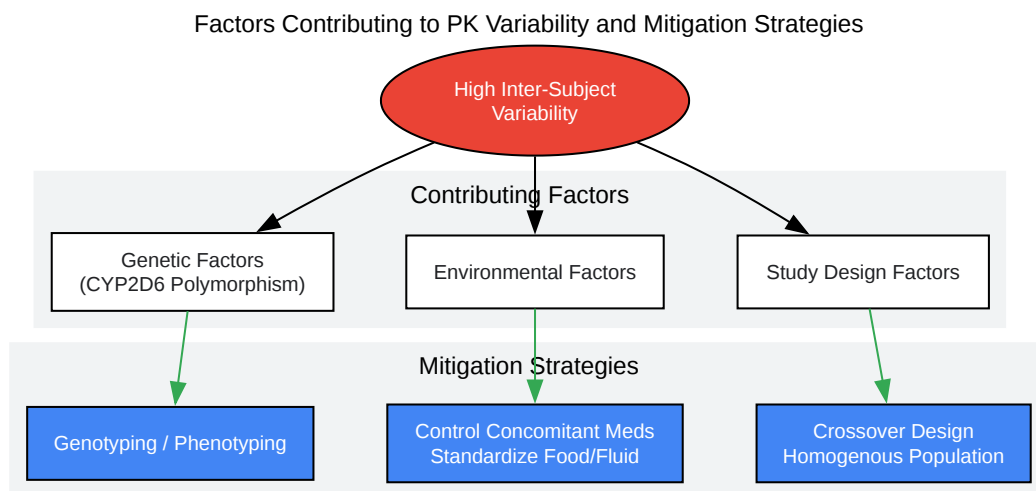 Factors Contributing to PK Variability and Mitigation Strategies
High Inter-Subject
Variability
Contributing Factors
Genetic Factors
(CYP2D6 Polymorphism)
Environmental Factors
Study Design Factors
Mitigation Strategies
Genotyping / Phenotyping
Control Concomitant Meds
Standardize Food/Fluid
Crossover Design
Homogenous Population